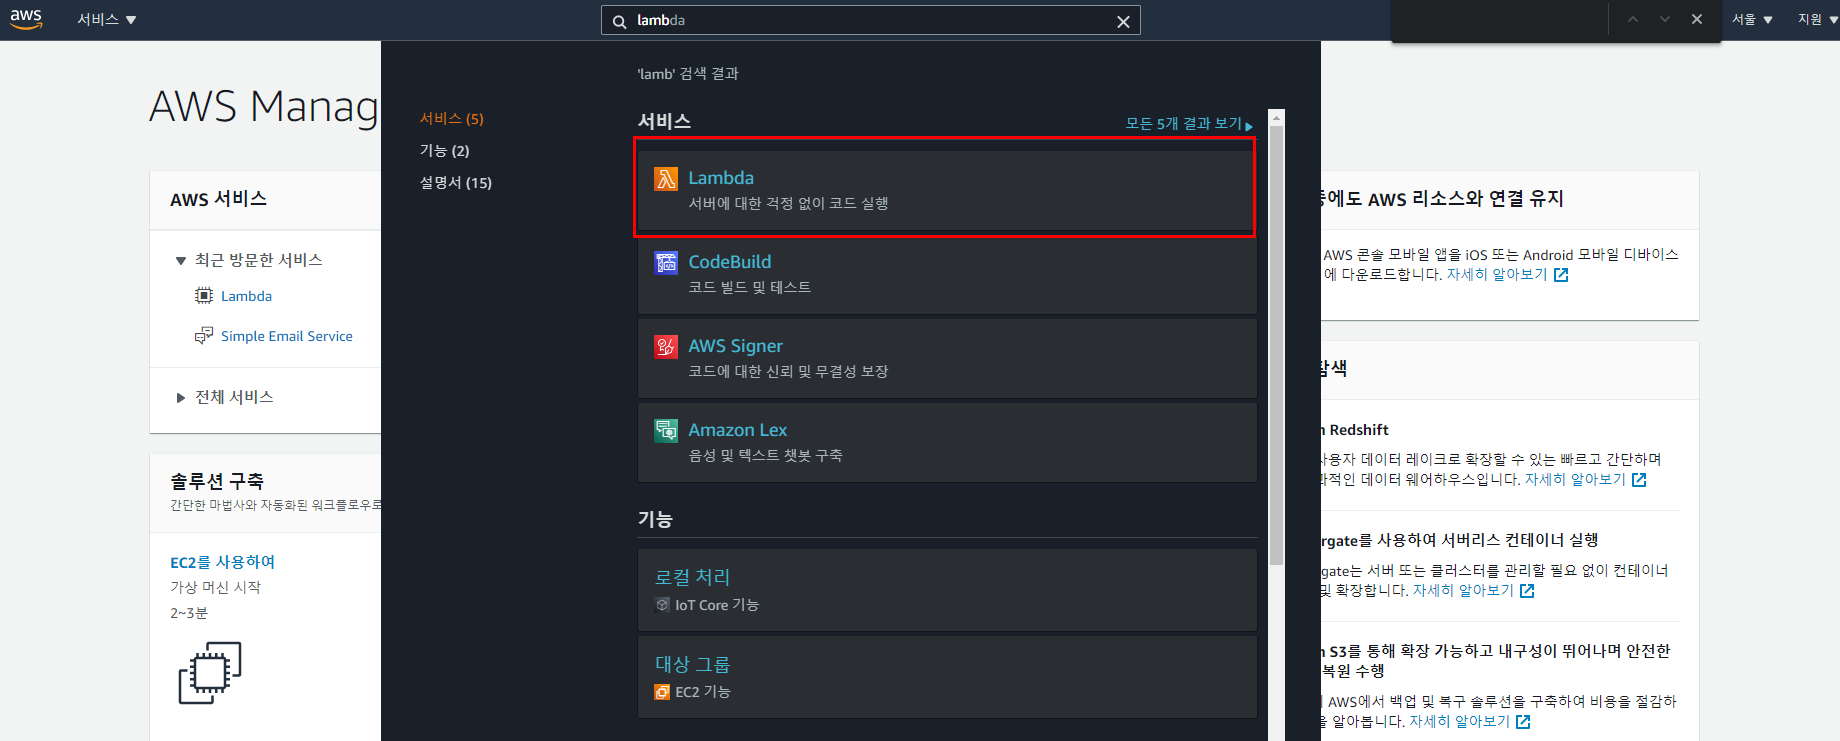 aws
서비스
lambda
서울
지원
AWS Manag
'lamb' 검색 결과
서비스 (5)
기능 (2)
설명서 (15)
서비스
모든 5개 결과 보기
Lambda
서버에 대한 걱정 없이 코드 실행
CodeBuild
코드 빌드 및 테스트
AWS Signer
코드에 대한 신뢰 및 무결성 보장
Amazon Lex
음성 및 텍스트 챗봇 구축
기능
로컬 처리
IoT Core 기능
대상 그룹
EC2 기능
AWS 서비스
최근 방문한 서비스
Lambda
Simple Email Service
전체 서비스
솔루션 구축
간단한 마법사와 자동화된 워크플로우로
EC2를 사용하여
가상 머신 시작
2~3분
중에도 AWS 리소스와 연결 유지
AWS 콘솔 모바일 앱을 iOS 또는 Android 모바일 디바이스
에 다운로드합니다. 자세히 알아보기
탐색
n Redshift
사용자 데이터 레이크로 확장할 수 있는 빠르고 간단하며
과적인 데이터 웨어하우스입니다. 자세히 알아보기
rgate를 사용하여 서버리스 컨테이너 실행
gate는 서버 또는 클러스터를 관리할 필요 없이 컨테이너
및 확장합니다. 자세히 알아보기
n S3를 통해 확장 가능하고 내구성이 뛰어나며 안전한
복원 수행
AWS에서 백업 및 복구 솔루션을 구축하여 비용을 절감하
을 알아봅니다. 자세히 알아보기